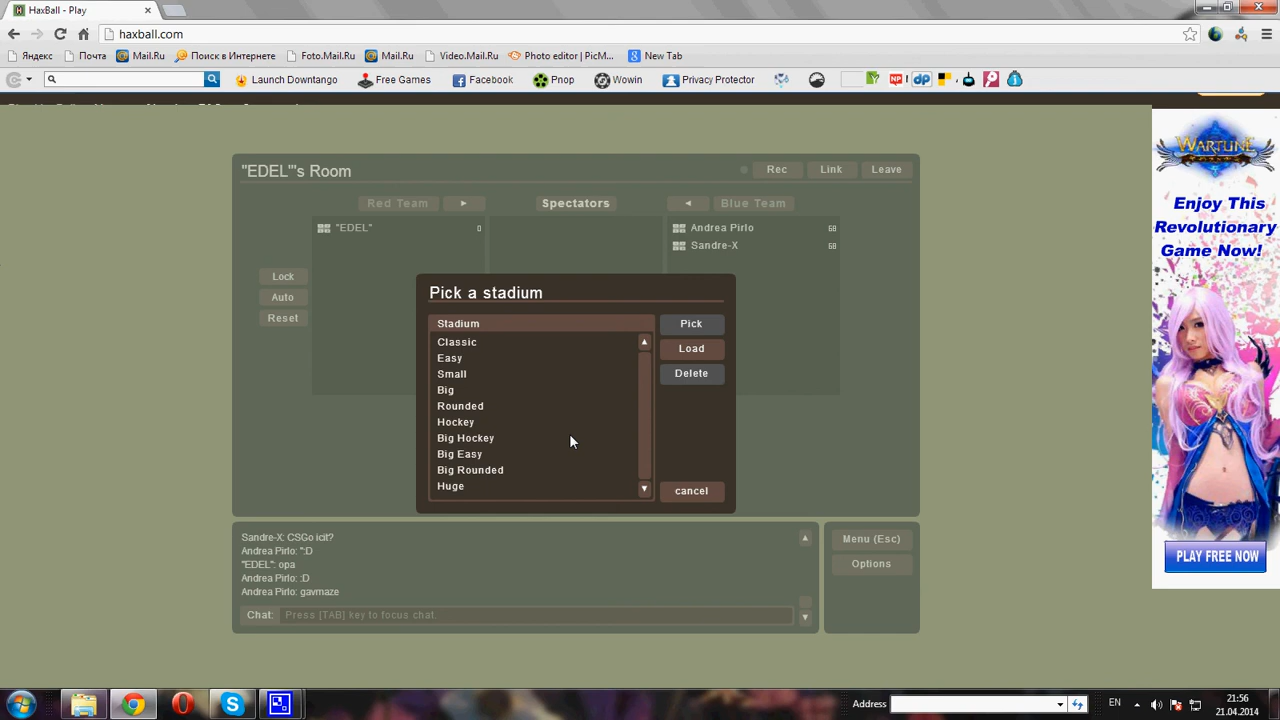 HaxBall - Play
haxball.com
Яндекс
Почта
Mail.Ru
Поиск в Интернете
Foto.Mail.Ru
Mail.Ru
Video.Mail.Ru
Photo editor | PicM...
New Tab
Launch Downtango
Free Games
Facebook
Pnop
Wowin
Privacy Protector
"EDEL"'s Room
Rec
Link
Leave
Red Team
Spectators
Blue Team
"EDEL"
0
Andrea Pirlo
60
Sandre-X
60
Lock
Auto
Reset
Pick a stadium
Stadium
Classic
Easy
Small
Big
Rounded
Hockey
Big Hockey
Big Easy
Big Rounded
Huge
Pick
Load
Delete
cancel
Sandre-X: CSGo icit?
Andrea Pirlo: ":D
"EDEL": opa
Andrea Pirlo: :D
Andrea Pirlo: gavmaze
Chat:
Press [TAB] key to focus chat.
Menu (Esc)
Options
WARTUNE
Enjoy This
Revolutionary
Game Now!
PLAY FREE NOW
Address
EN
21:56
21.04.2014